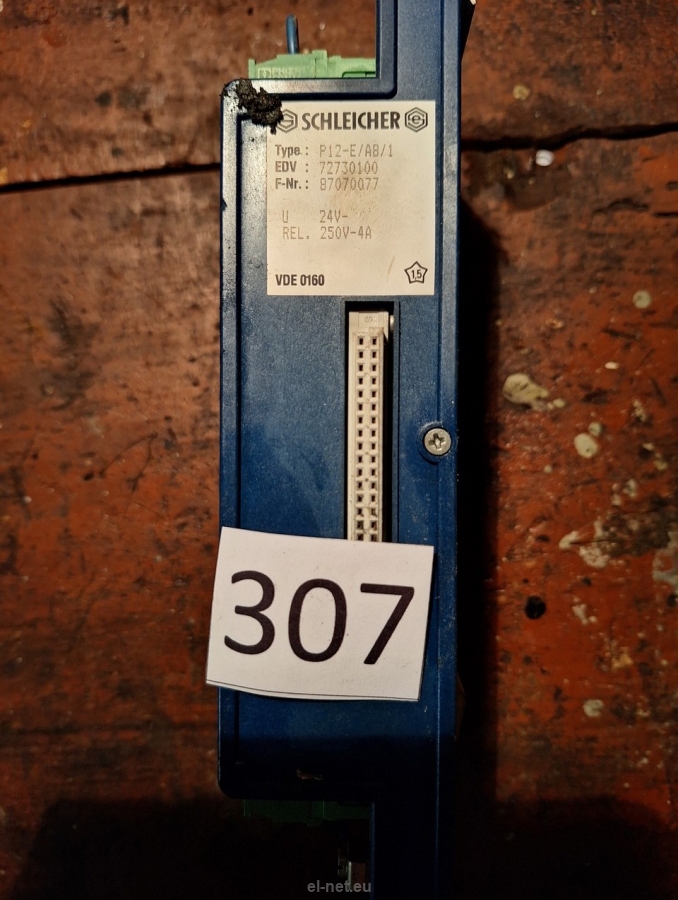 SCHLEICHER
Type.: P12-E/AB/1
EDV : 72730100
F-Nr.: 87070077
U 24V-
REL. 250V-4A
VDE 0160
15
307
el-net.eu